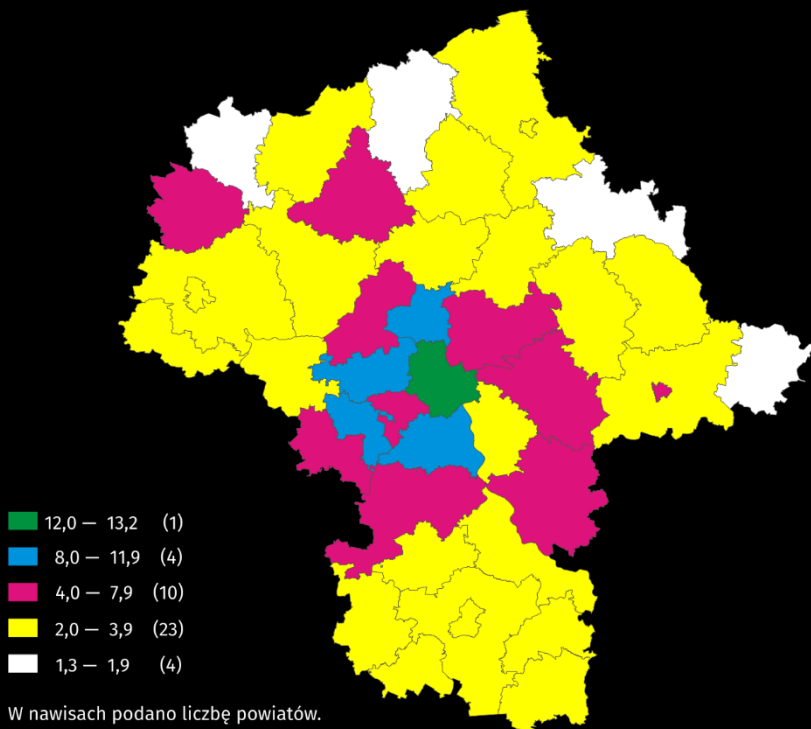 12,0 — 13,2 (1)
8,0 — 11,9 (4)
4,0 — 7,9 (10)
2,0 — 3,9 (23)
1,3 — 1,9 (4)
W nawisach podano liczbę powiatów.